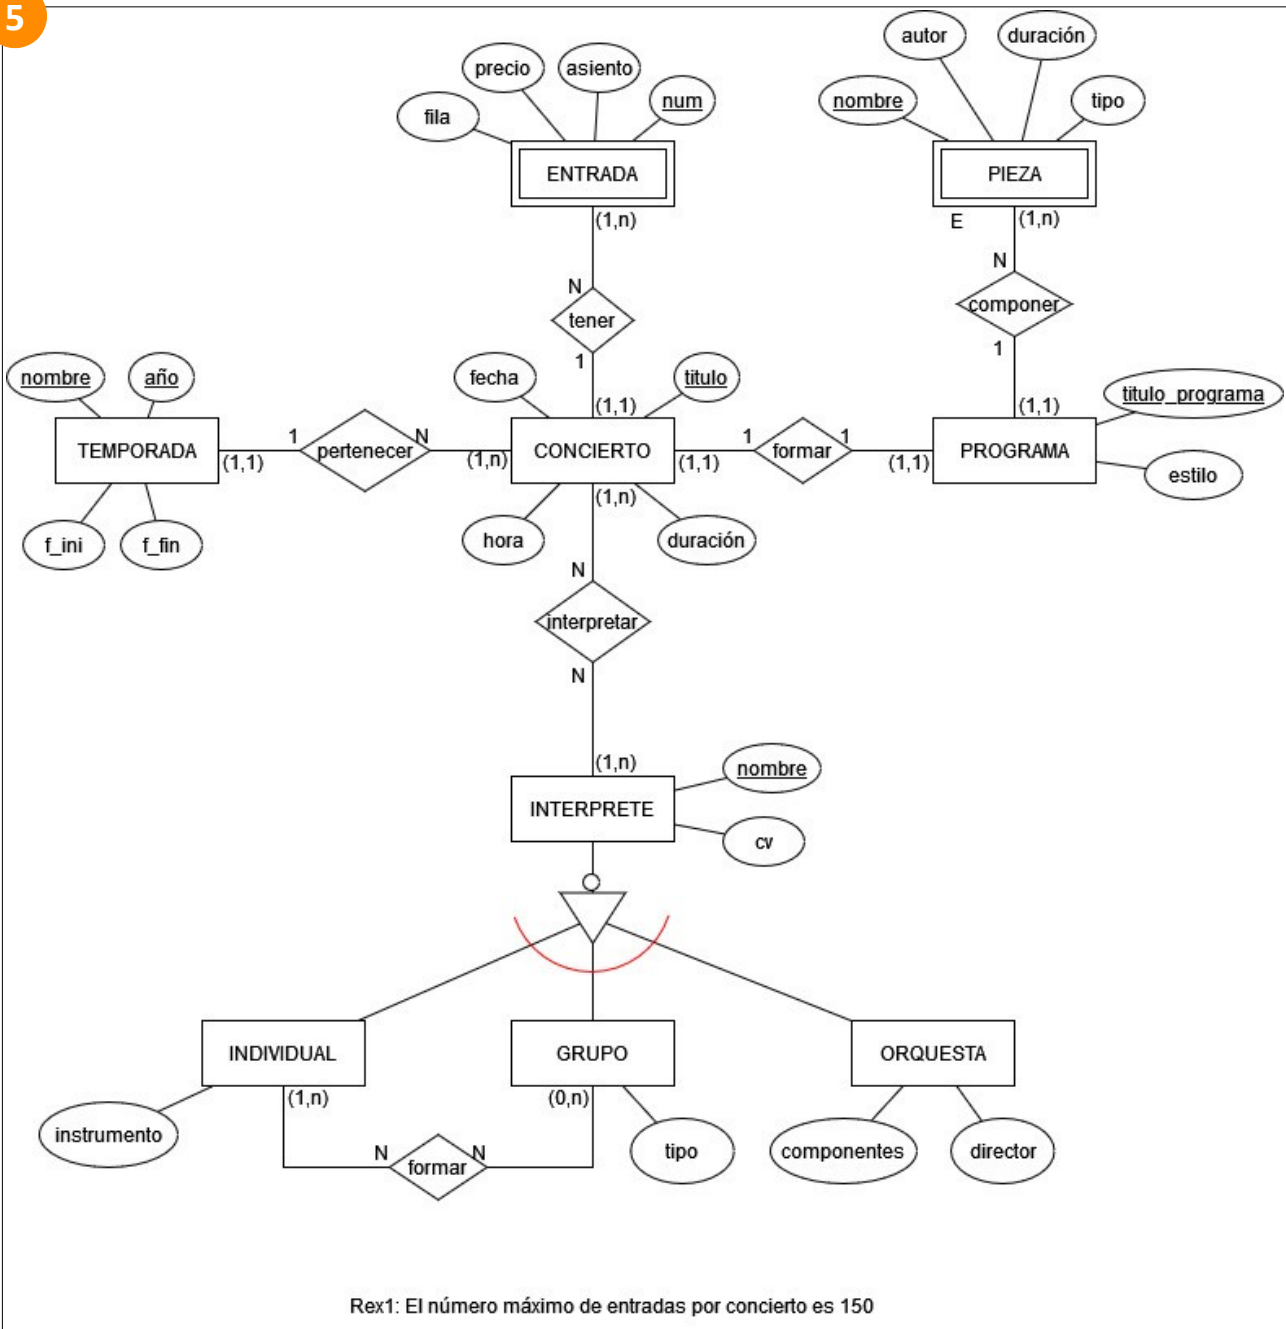 5
autor
duración
precio
asiento
nombre
tipo
fila
num
ENTRADA
PIEZA
(1,n)
E
(1,n)
N
N
componer
tener
1
1
nombre
año
fecha
titulo
titulo_programa
(1,1)
(1,1)
TEMPORADA
1
pertenecer
N
CONCIERTO
1
formar
1
PROGRAMA
(1,1)
(1,n)
(1,1)
(1,1)
estilo
(1,n)
f_ini
f_fin
hora
duración
N
interpretar
N
(1,n)
nombre
INTERPRETE
cv
INDIVIDUAL
GRUPO
ORQUESTA
(1,n)
(0,n)
instrumento
N
formar
N
tipo
componentes
director
Rex1: El número máximo de entradas por concierto es 150